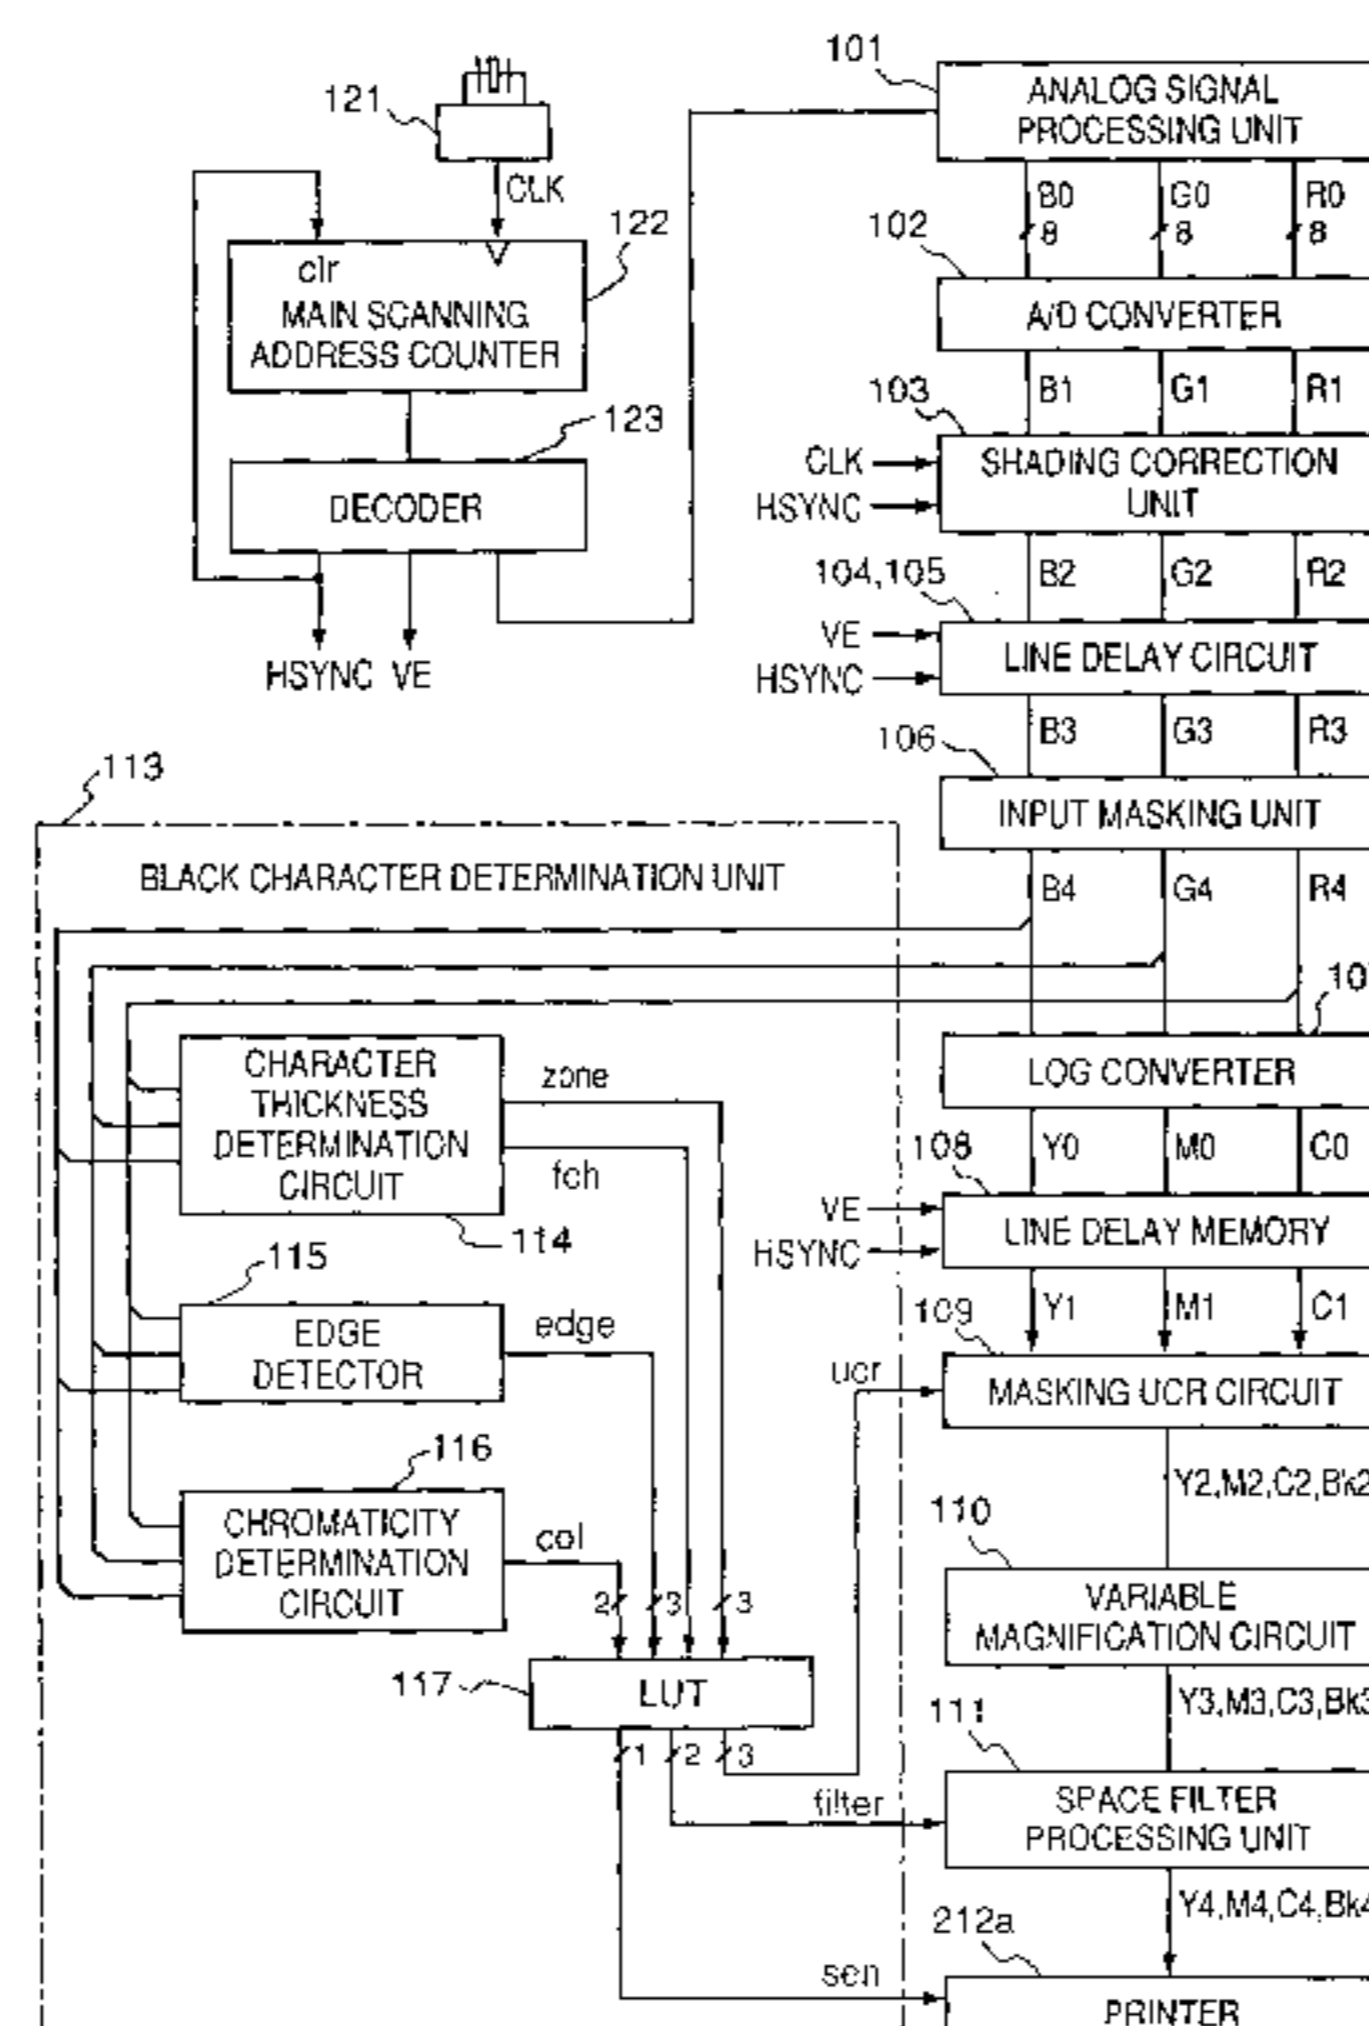 101
ANALOG SIGNAL
PROCESSING UNIT
121
CLK
B0 G0 R0
8 8 8
102
122
clr
MAIN SCANNING
ADDRESS COUNTER
A/D CONVERTER
103
B1 G1 R1
123
CLK
SHADING CORRECTION
UNIT
HSYNC
DECODER
104,105
B2 G2 R2
VE
LINE DELAY CIRCUIT
HSYNC
HSYNC VE
106
B3 G3 R3
113
INPUT MASKING UNIT
BLACK CHARACTER DETERMINATION UNIT
B4 G4 R4
CHARACTER
THICKNESS
DETERMINATION
CIRCUIT
zone
fch
114
LOG CONVERTER
108
Y0 M0 C0
VE
LINE DELAY MEMORY
HSYNC
115
EDGE
DETECTOR
edge
109
Y1 M1 C1
ucr
MASKING UCR CIRCUIT
116
CHROMATICITY
DETERMINATION
CIRCUIT
col
Y2,M2,C2,Bk2
110
VARIABLE
MAGNIFICATION CIRCUIT
2 3 3
117
LUT
Y3,M3,C3,Bk3
111
1 2 3
filter
SPACE FILTER
PROCESSING UNIT
Y4,M4,C4,Bk4
212a
sen
PRINTER